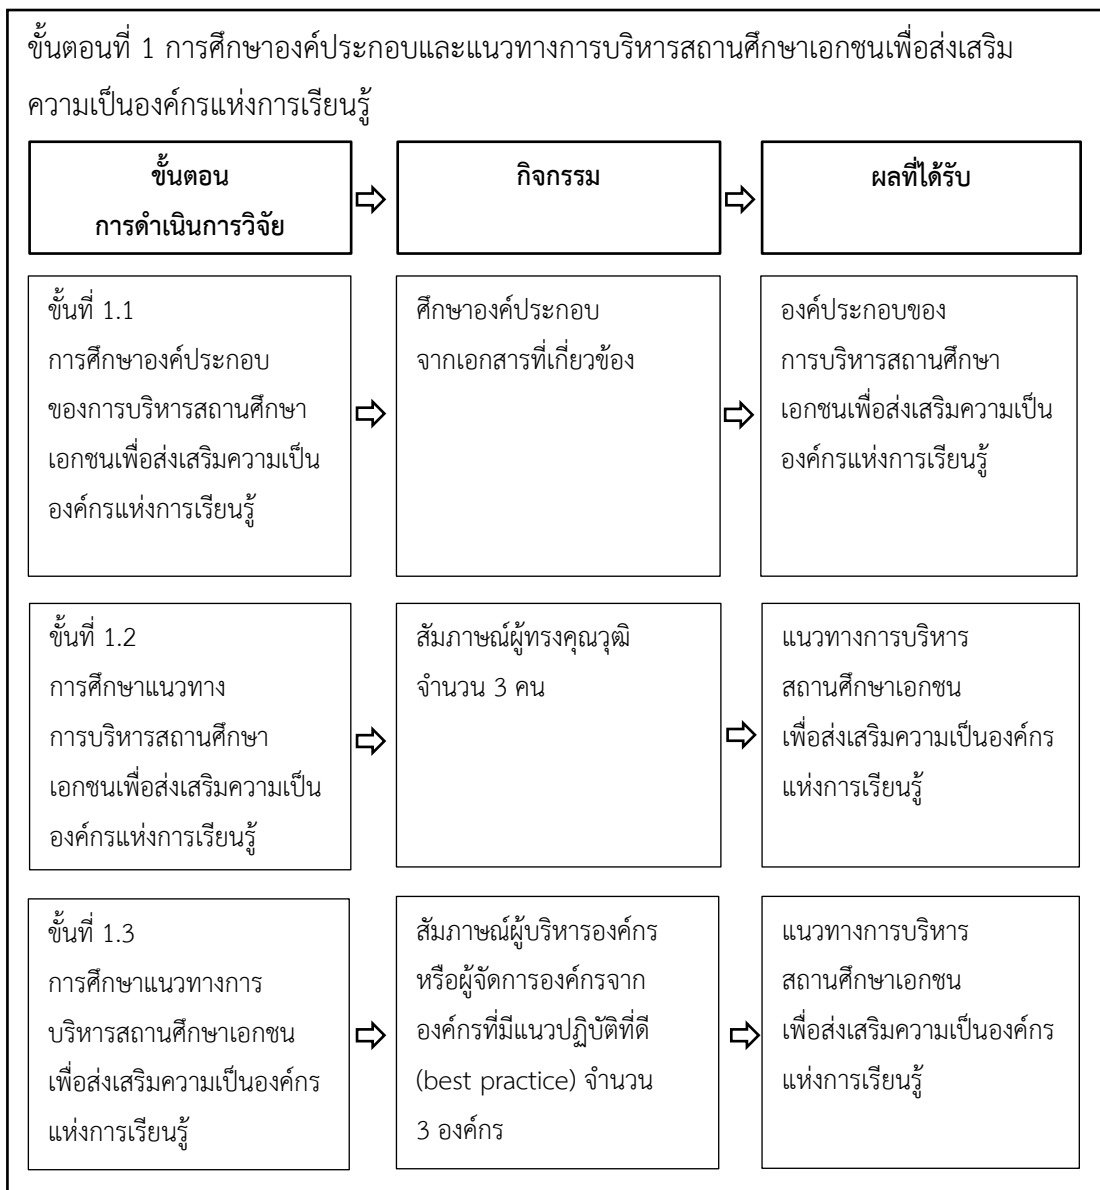 ขั้นตอนที่ 1 การศึกษาองค์ประกอบและแนวทางการบริหารสถานศึกษาเอกชนเพื่อส่งเสริม
ความเป็นองค์กรแห่งการเรียนรู้
ขั้นตอน
การดำเนินการวิจัย
กิจกรรม
ผลที่ได้รับ
ขั้นที่ 1.1
การศึกษาองค์ประกอบ
ของการบริหารสถานศึกษา
เอกชนเพื่อส่งเสริมความเป็น
องค์กรแห่งการเรียนรู้
ศึกษาองค์ประกอบ
จากเอกสารที่เกี่ยวข้อง
องค์ประกอบของ
การบริหารสถานศึกษา
เอกชนเพื่อส่งเสริมความเป็น
องค์กรแห่งการเรียนรู้
ขั้นที่ 1.2
การศึกษาแนวทาง
การบริหารสถานศึกษา
เอกชนเพื่อส่งเสริมความเป็น
องค์กรแห่งการเรียนรู้
สัมภาษณ์ผู้ทรงคุณวุฒิ
จำนวน 3 คน
แนวทางการบริหาร
สถานศึกษาเอกชน
เพื่อส่งเสริมความเป็นองค์กร
แห่งการเรียนรู้
ขั้นที่ 1.3
การศึกษาแนวทางการ
บริหารสถานศึกษาเอกชน
เพื่อส่งเสริมความเป็นองค์กร
แห่งการเรียนรู้
สัมภาษณ์ผู้บริหารองค์กร
หรือผู้จัดการองค์กรจาก
องค์กรที่มีแนวปฏิบัติที่ดี
(best practice) จำนวน
3 องค์กร
แนวทางการบริหาร
สถานศึกษาเอกชน
เพื่อส่งเสริมความเป็นองค์กร
แห่งการเรียนรู้